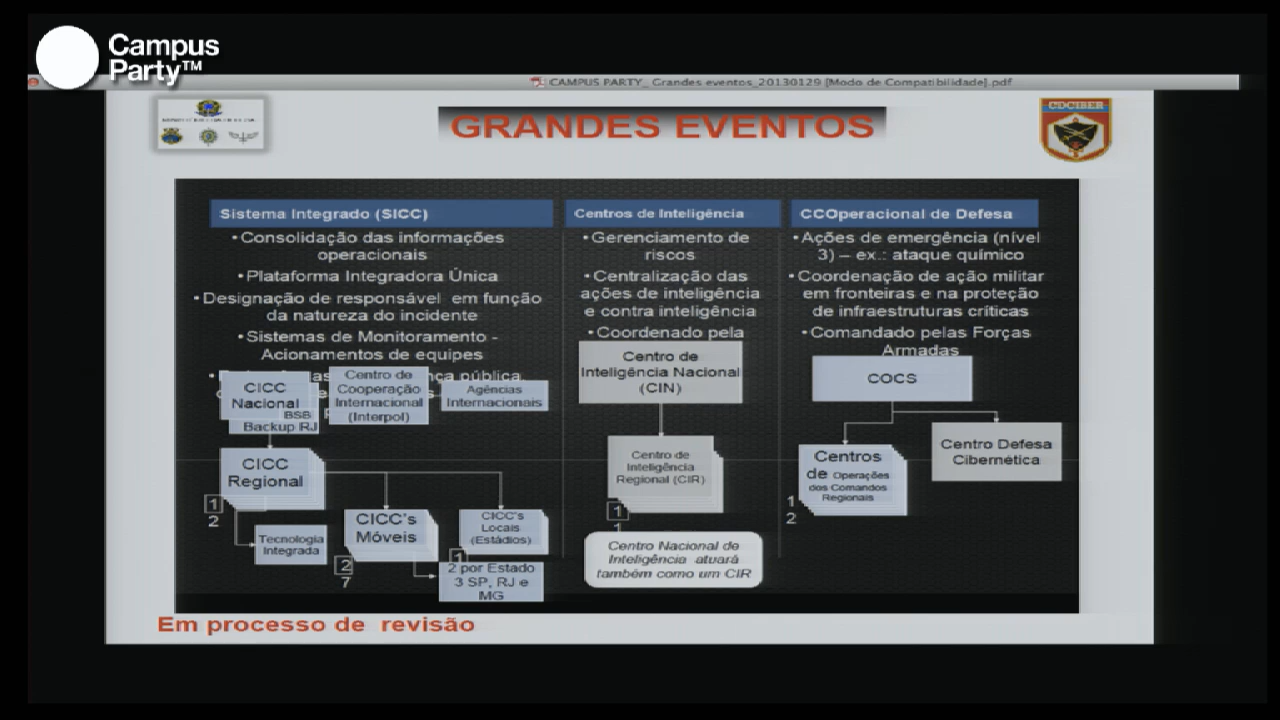 Campus
Party™
CAMPUS PARTY_ Grandes eventos_20130129 [Modo de Compatibilidade].pdf
GRANDES EVENTOS
Sistema Integrado (SICC)
•Consolidação das informações
operacionais
•Plataforma Integradora Única
•Designação de responsável em função
da natureza do incidente
•Sistemas de Monitoramento -
Acionamentos de equipes
pública
CICC
Nacional
BSB
Backup RJ
Centro de
Cooperação
Internacional
(Interpol)
Agências
Internacionais
CICC
Regional
1
2
Tecnologia
Integrada
CICC's
Móveis
2
7
CICC's
Locais
(Estádios)
1
2 por Estado
3 SP, RJ e
MG
Centros de Inteligência
•Gerenciamento de
riscos
•Centralização das
ações de inteligência
e contra inteligência
•Coordenado pela
Centro de
Inteligência Nacional
(CIN)
Centro de
Inteligência
Regional (CIR)
1
1
Centro Nacional de
Inteligência atuará
também como um CIR
CCOperacional de Defesa
•Ações de emergência (nível
3) – ex.: ataque químico
•Coordenação de ação militar
em fronteiras e na proteção
de infraestruturas críticas
•Comandado pelas Forças
Armadas
COCS
Centros
de Operações
dos Comandos
Regionais
1
2
Centro Defesa
Cibernética
Em processo de revisão